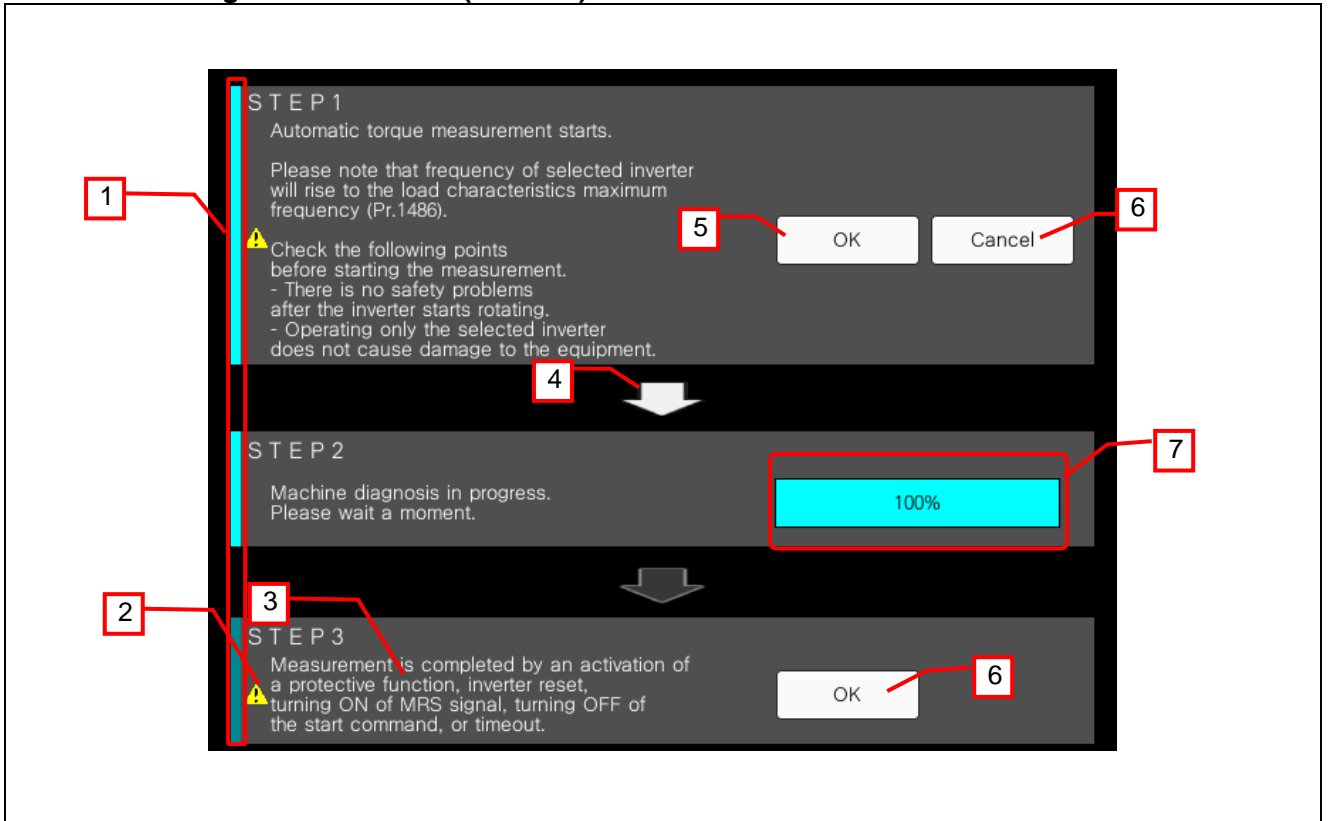 STEP1
Automatic torque measurement starts.
Please note that frequency of selected inverter
will rise to the load characteristics maximum
frequency (Pr.1486).
Check the following points
before starting the measurement.
- There is no safety problems
after the inverter starts rotating.
- Operating only the selected inverter
does not cause damage to the equipment.
1
5
OK
Cancel
6
4
STEP2
Machine diagnosis in progress.
Please wait a moment.
100%
7
2
3
STEP3
Measurement is completed by an activation of
a protective function, inverter reset,
turning ON of MRS signal, turning OFF of
the start command, or timeout.
OK
6